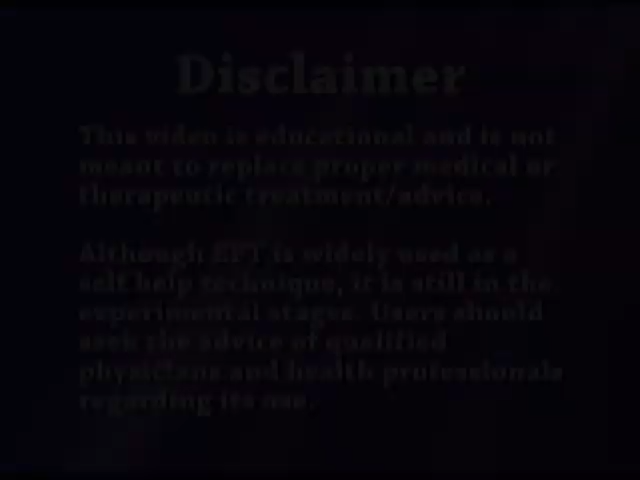 Disclaimer
This video is educational and is not
meant to replace proper medical or
therapeutic treatment/advice.
Although EFT is widely used as a
self help technique, it is still in the
experimental stages. Users should
seek the advice of qualified
physicians and health professionals
regarding its use.